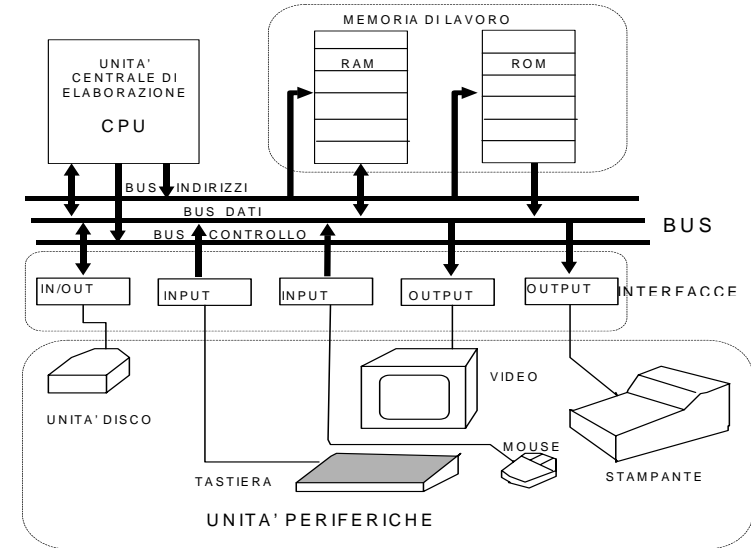 MEMORIA DI LAVORO
UNITA'
CENTRALE DI
ELABORAZIONE
CPU
RAM
ROM
BUS INDIRIZZI
BUS DATI
BUS CONTROLLO
BUS
IN/OUT
INPUT
INPUT
OUTPUT
OUTPUT
INTERFACCE
UNITA' DISCO
VIDEO
MOUSE
TASTIERA
STAMPANTE
UNITA' PERIFERICHE